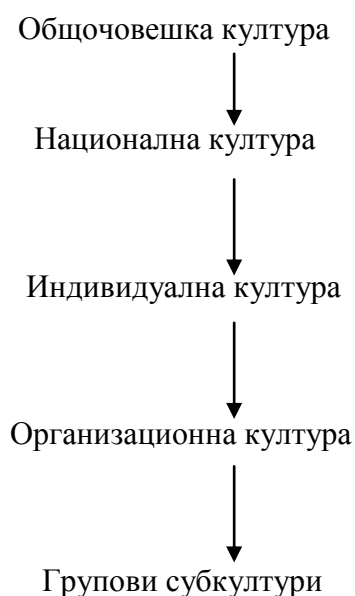 Общочовешка култура
Национална култура
Индивидуална култура
Организационна култура
Групови субкултури